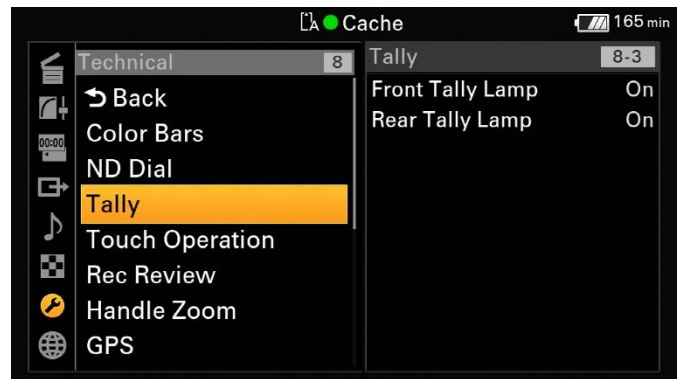 A Cache 165 min
Technical 8
Back
Color Bars
ND Dial
Tally
Touch Operation
Rec Review
Handle Zoom
GPS
Tally 8-3
Front Tally Lamp On
Rear Tally Lamp On
00:00